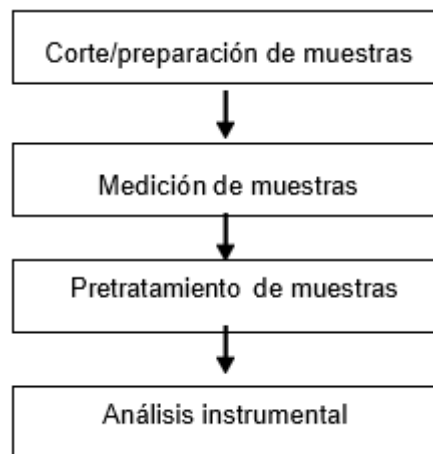 Corte/preparación de muestras
Medición de muestras
Pretratamiento de muestras
Análisis instrumental